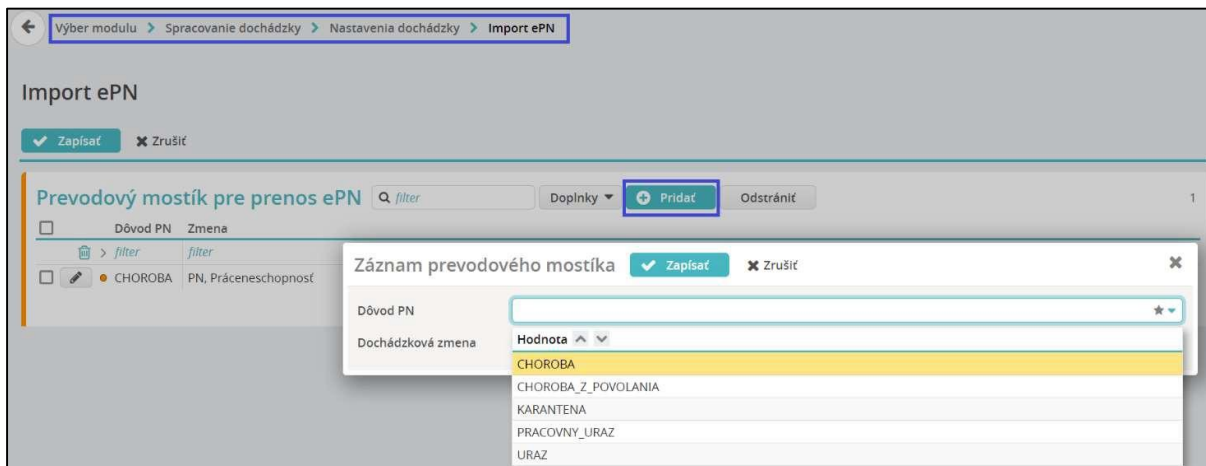 Výber modulu > Spracovanie dochádzky > Nastavenia dochádzky > Import ePN
Import ePN
Zapísať Zrušiť
Prevodový mostík pre prenos ePN filter Doplnky Pridať Odstrániť 1
Dôvod PN Zmena
> filter filter
CHOROBA PN, Práceneschopnosť
Záznam prevodového mostíka Zapísať Zrušiť
Dôvod PN
Dochádzková zmena
Hodnota
CHOROBA
CHOROBA_Z_POVOLANIA
KARANTENA
PRACOVNY_URAZ
URAZ